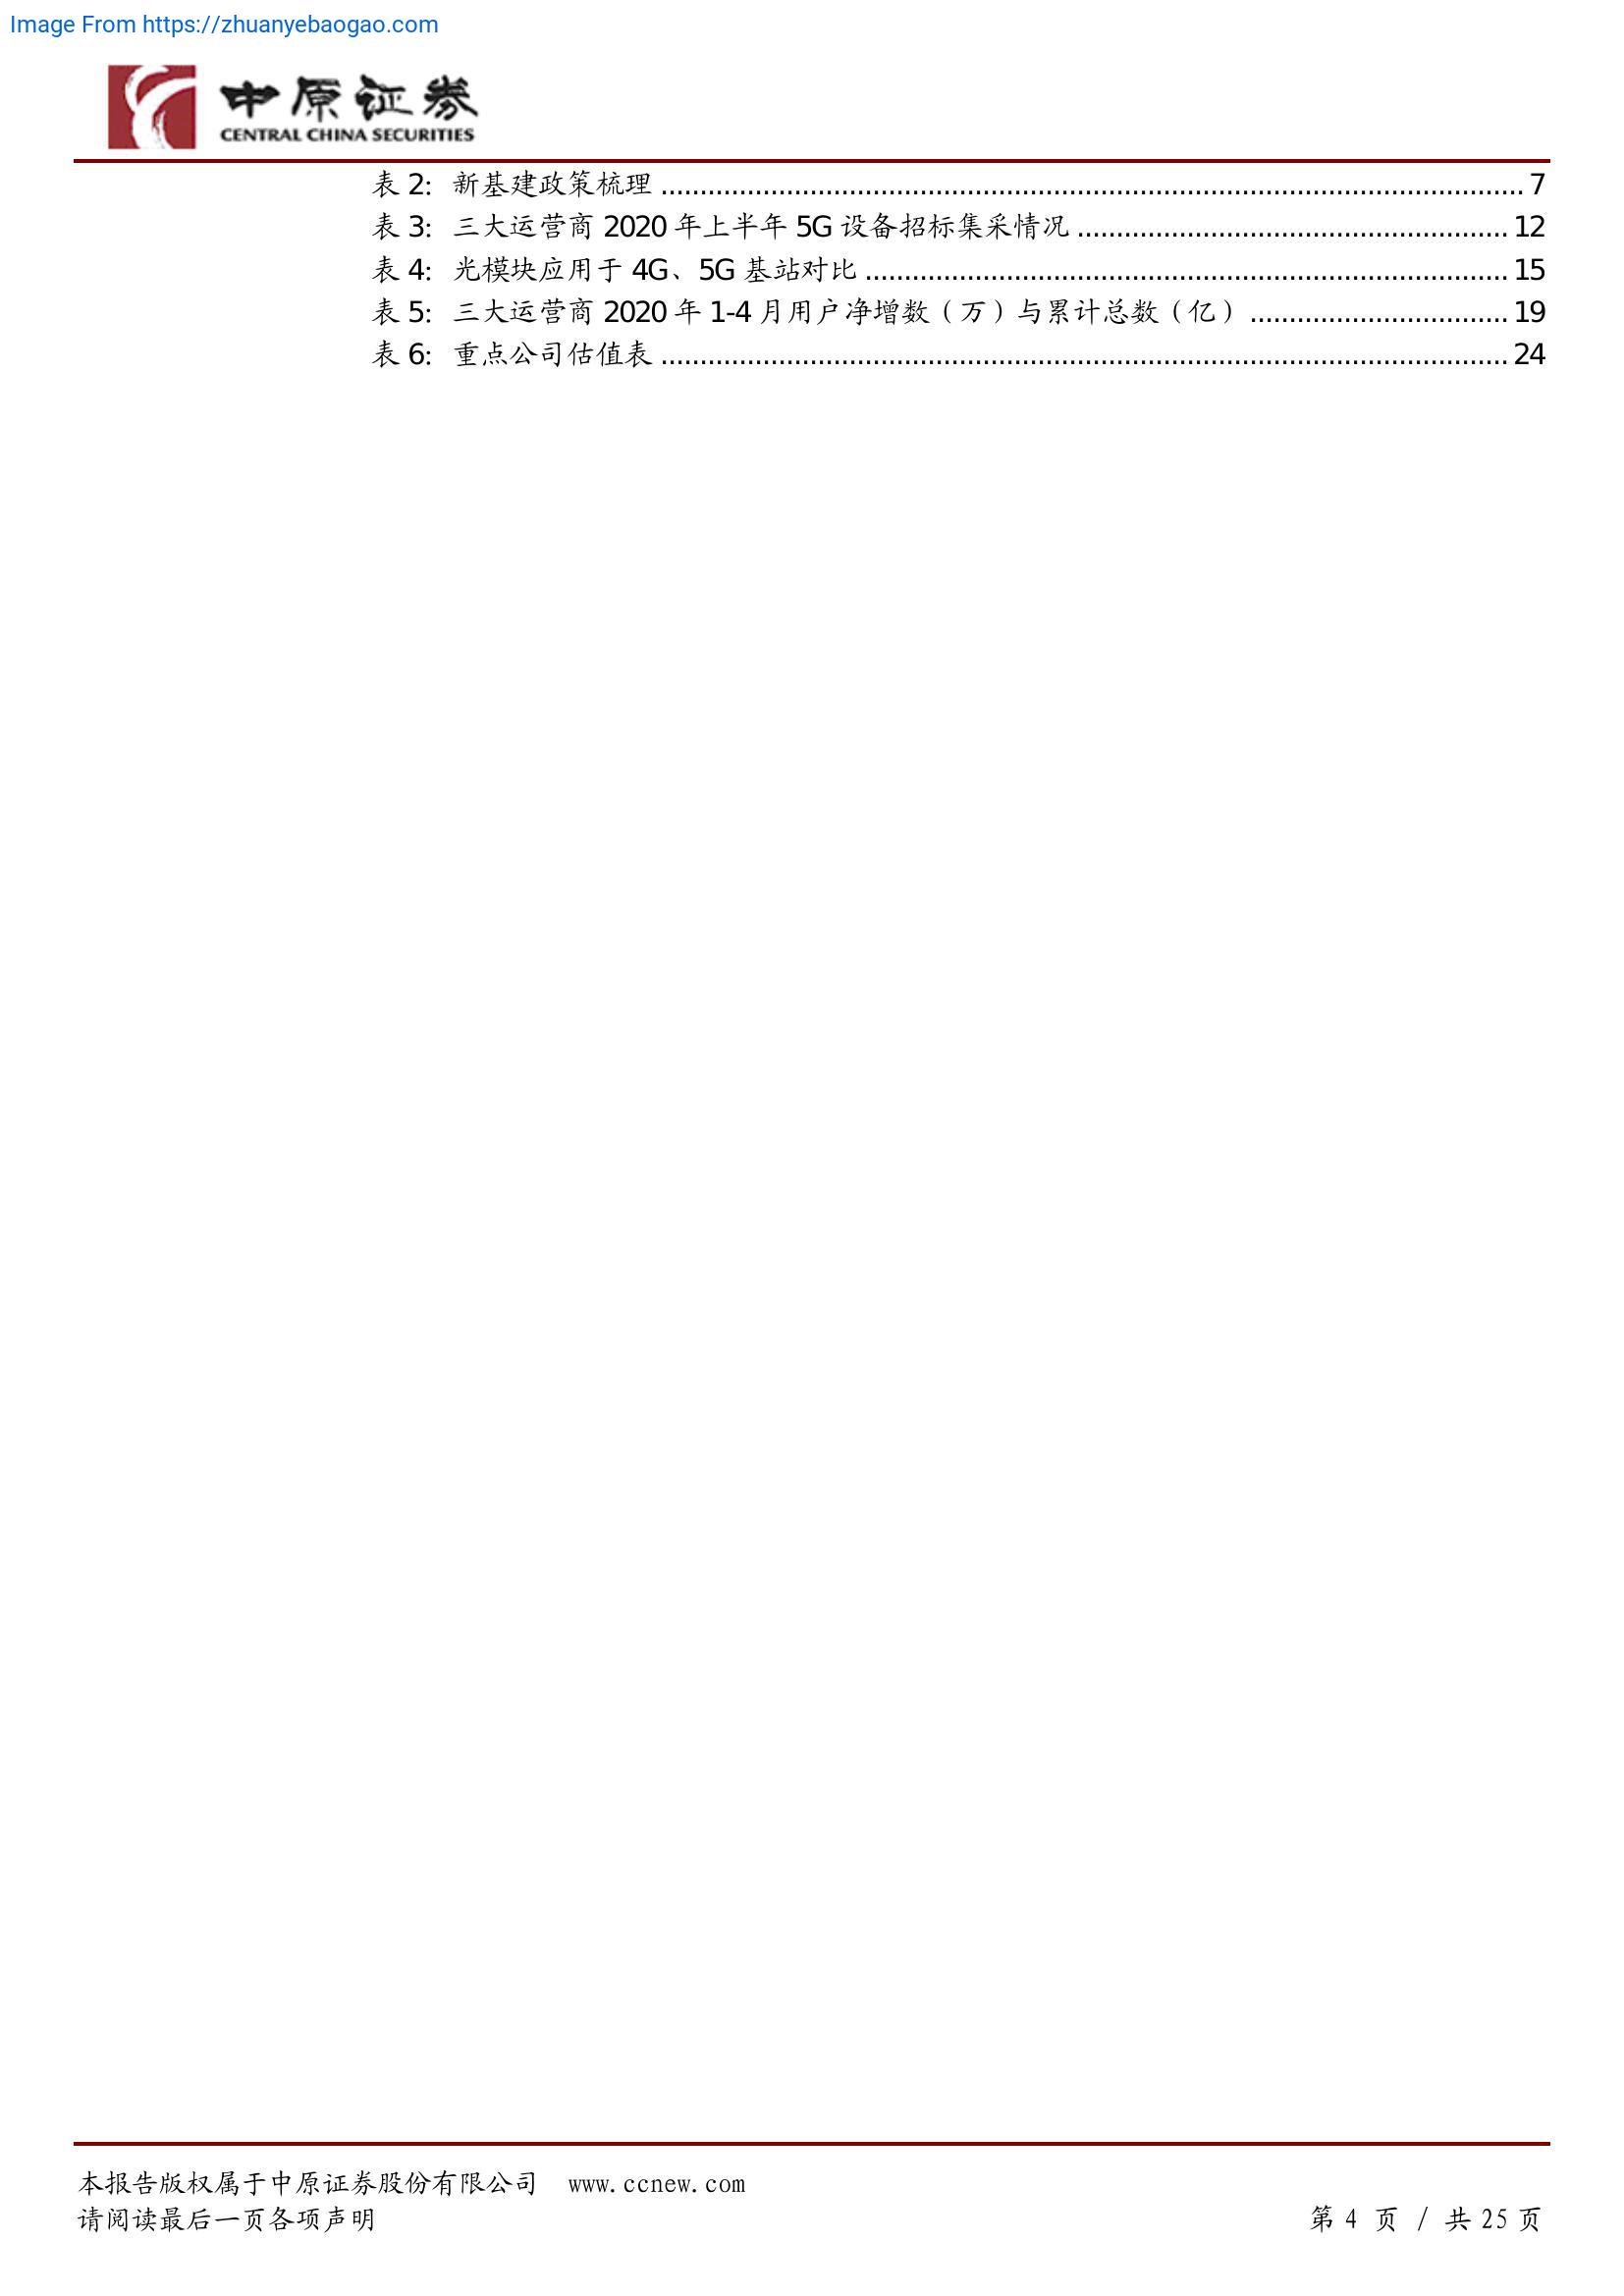 Image From https://zhuanyebaogao.com
中原证券
CENTRAL CHINA SECURITIES
表 2: 新基建政策梳理 ........................................................................................................ 7
表 3: 三大运营商 2020 年上半年 5G 设备招标集采情况 .................................................... 12
表 4: 光模块应用于 4G、5G 基站对比 .............................................................................. 15
表 5: 三大运营商 2020 年 1-4 月用户净增数（万）与累计总数（亿） ............................... 19
表 6: 重点公司估值表 ...................................................................................................... 24
本报告版权属于中原证券股份有限公司 www.ccnew.com
请阅读最后一页各项声明 第 4 页 / 共 25 页